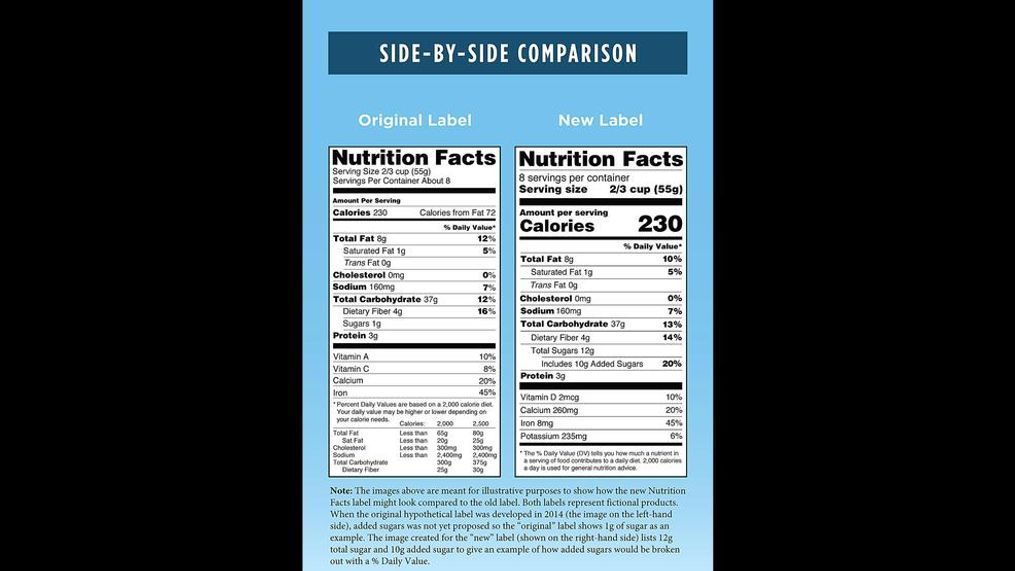 SIDE-BY-SIDE COMPARISON
Original Label
Nutrition Facts
Serving Size 2/3 cup (55g)
Servings Per Container About 8
Amount Per Serving
Calories 230 Calories from Fat 72
% Daily Value*
Total Fat 8g 12%
Saturated Fat 1g 5%
Trans Fat 0g
Cholesterol 0mg 0%
Sodium 160mg 7%
Total Carbohydrate 37g 12%
Dietary Fiber 4g 16%
Sugars 1g
Protein 3g
Vitamin A 10%
Vitamin C 8%
Calcium 20%
Iron 45%
* Percent Daily Values are based on a 2,000 calorie diet.
Your daily value may be higher or lower depending on
your calorie needs.
Calories: 2,000 2,500
Total Fat Less than 65g 80g
Sat Fat Less than 20g 25g
Cholesterol Less than 300mg 300mg
Sodium Less than 2,400mg 2,400mg
Total Carbohydrate 300g 375g
Dietary Fiber 25g 30g
New Label
Nutrition Facts
8 servings per container
Serving size 2/3 cup (55g)
Amount per serving
Calories 230
% Daily Value*
Total Fat 8g 10%
Saturated Fat 1g 5%
Trans Fat 0g
Cholesterol 0mg 0%
Sodium 160mg 7%
Total Carbohydrate 37g 13%
Dietary Fiber 4g 14%
Total Sugars 12g
Includes 10g Added Sugars 20%
Protein 3g
Vitamin D 2mcg 10%
Calcium 260mg 20%
Iron 8mg 45%
Potassium 235mg 6%
* The % Daily Value (DV) tells you how much a nutrient in
a serving of food contributes to a daily diet. 2,000 calories
a day is used for general nutrition advice.
Note: The images above are meant for illustrative purposes to show how the new Nutrition
Facts label might look compared to the old label. Both labels represent fictional products.
When the original hypothetical label was developed in 2014 (the image on the left-hand
side), added sugars was not yet proposed so the "original" label shows 1g of sugar as an
example. The image created for the "new" label (shown on the right-hand side) lists 12g
total sugar and 10g added sugar to give an example of how added sugars would be broken
out with a % Daily Value.